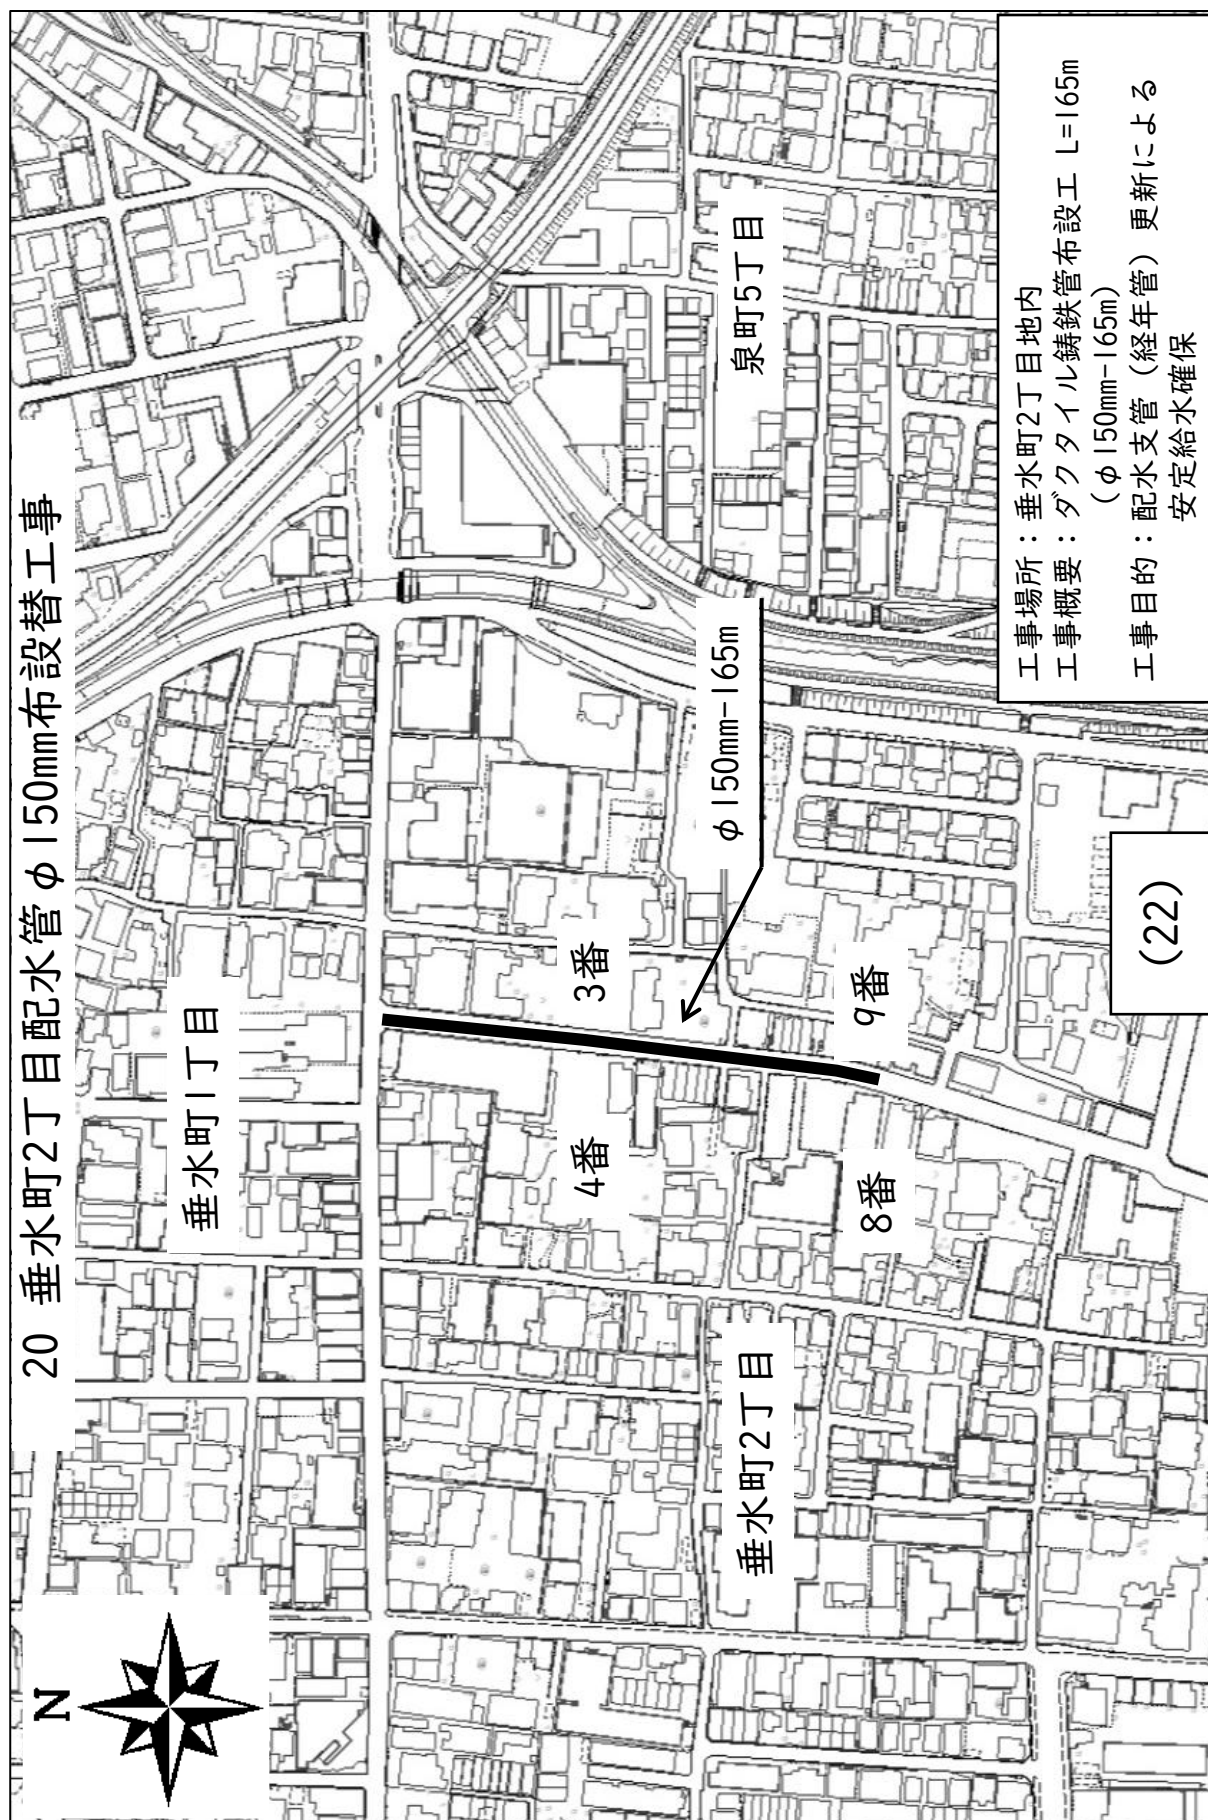 20 垂水町2丁目配水管φ150mm布設替工事
N
垂水町1丁目
泉町5丁目
3番
4番
φ150mm-165m
9番
8番
垂水町2丁目
工事場所：垂水町2丁目地内
工事概要：ダクタイル鋳鉄管布設工 L=165m
（φ150mm-165m）
工事目的：配水支管（経年管）更新による
安定給水確保
(22)